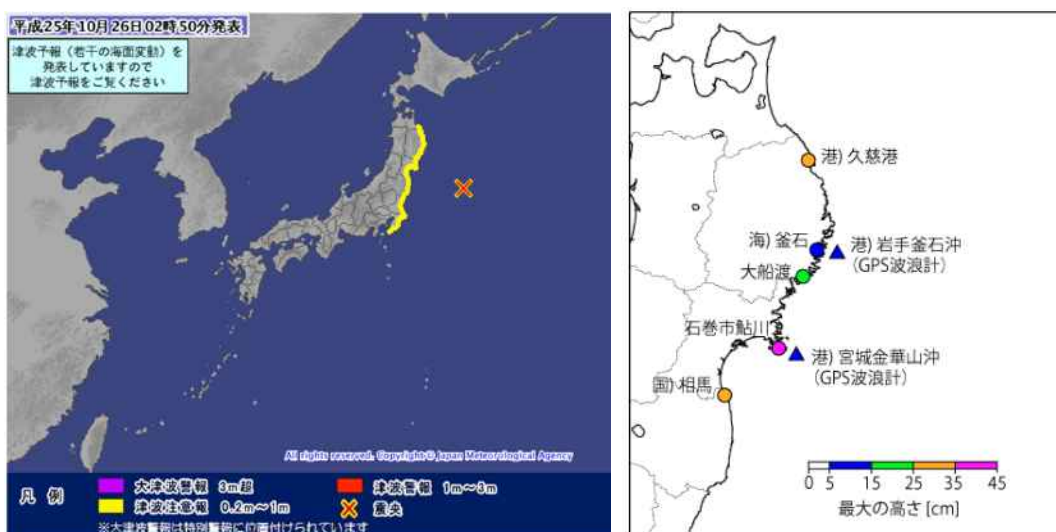 平成25年10月26日02時50分発表
津波予報（若干の海面変動）を
発表していますので
津波予報をご覧ください
All rights reserved. Copyright© Japan Meteorological Agency
凡 例
大津波警報 3m超
津波警報 1m～3m
津波注意報 0.2m～1m
震央
※大津波警報は特別警報に位置付けられています
港) 久慈港
海) 釜石
港) 岩手釜石沖
(GPS波浪計)
大船渡
石巻市鮎川
港) 宮城金華山沖
(GPS波浪計)
国) 相馬
0 5 15 25 35 45
最大の高さ [cm]